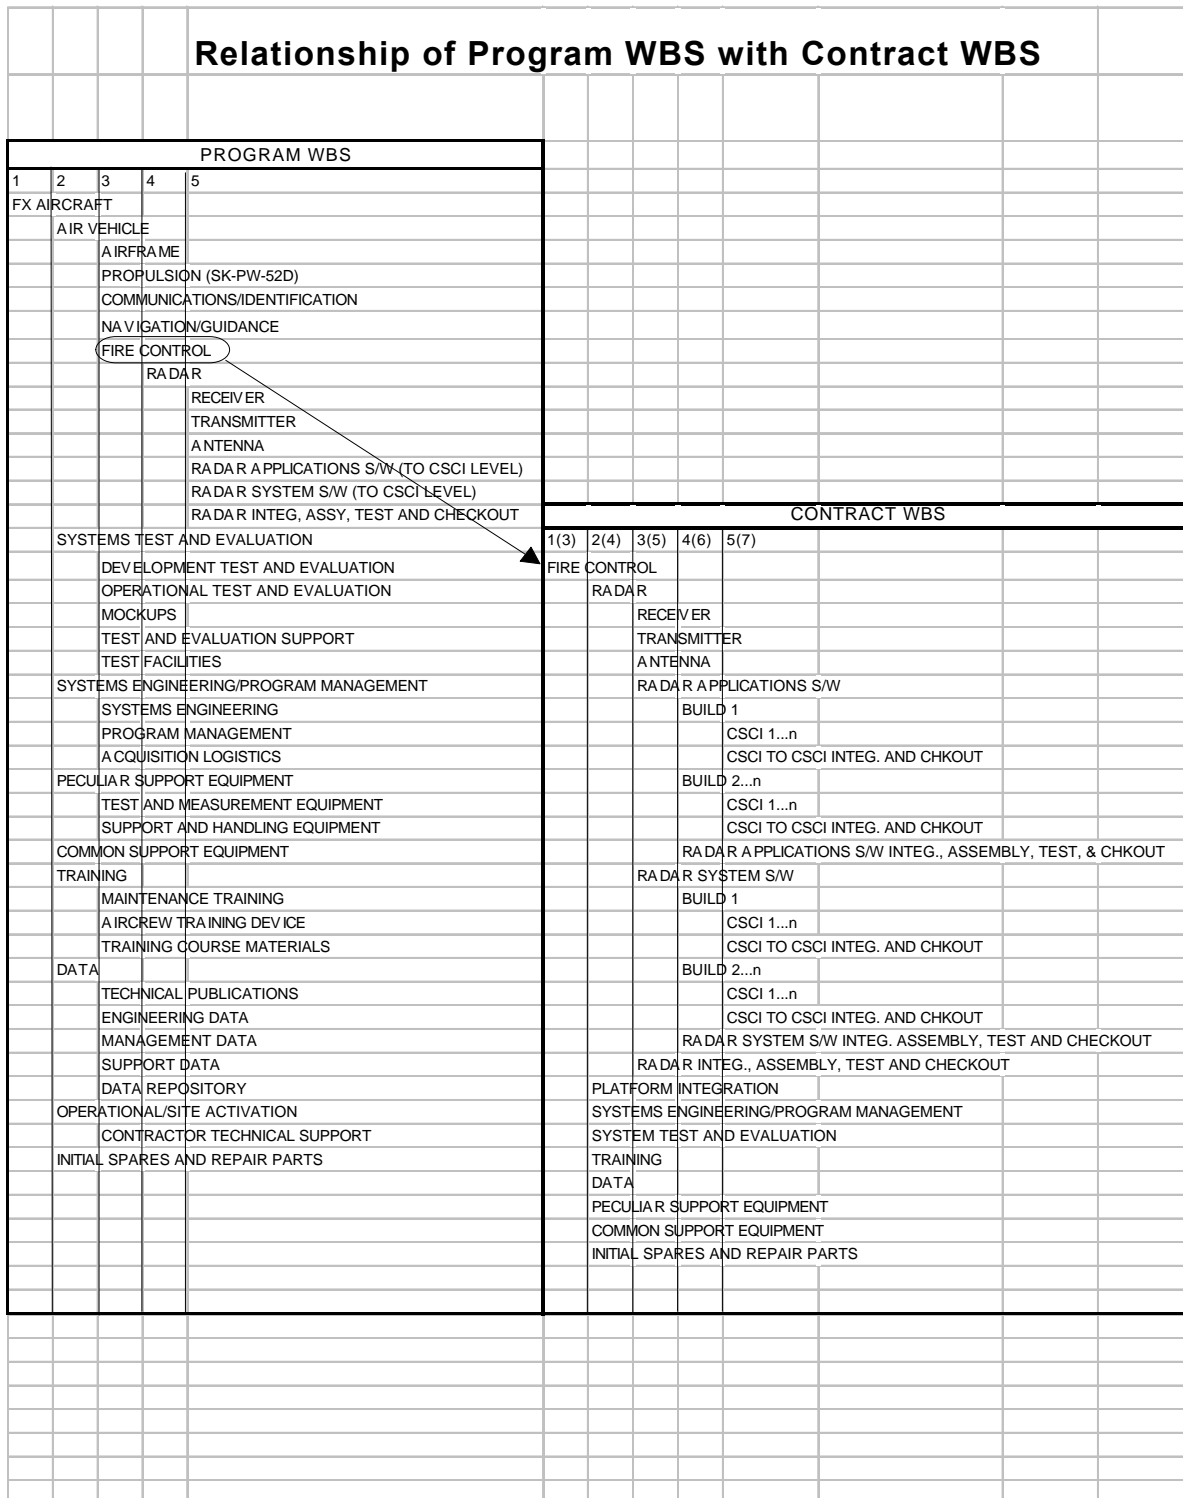 Relationship of Program WBS with Contract WBS
PROGRAM WBS
1 2 3 4 5
FX AIRCRAFT
AIR VEHICLE
AIRFRAME
PROPULSION (SK-PW-52D)
COMMUNICATIONS/IDENTIFICATION
NAVIGATION/GUIDANCE
FIRE CONTROL
RADAR
RECEIVER
TRANSMITTER
ANTENNA
RADAR APPLICATIONS S/W (TO CSCI LEVEL)
RADAR SYSTEM S/W (TO CSCI LEVEL)
RADAR INTEG, ASSY, TEST AND CHECKOUT
SYSTEMS TEST AND EVALUATION
DEVELOPMENT TEST AND EVALUATION
OPERATIONAL TEST AND EVALUATION
MOCKUPS
TEST AND EVALUATION SUPPORT
TEST FACILITIES
SYSTEMS ENGINEERING/PROGRAM MANAGEMENT
SYSTEMS ENGINEERING
PROGRAM MANAGEMENT
ACQUISITION LOGISTICS
PECULIAR SUPPORT EQUIPMENT
TEST AND MEASUREMENT EQUIPMENT
SUPPORT AND HANDLING EQUIPMENT
COMMON SUPPORT EQUIPMENT
TRAINING
MAINTENANCE TRAINING
AIRCREW TRAINING DEVICE
TRAINING COURSE MATERIALS
DATA
TECHNICAL PUBLICATIONS
ENGINEERING DATA
MANAGEMENT DATA
SUPPORT DATA
DATA REPOSITORY
OPERATIONAL/SITE ACTIVATION
CONTRACTOR TECHNICAL SUPPORT
INITIAL SPARES AND REPAIR PARTS
CONTRACT WBS
1(3) 2(4) 3(5) 4(6) 5(7)
FIRE CONTROL
RADAR
RECEIVER
TRANSMITTER
ANTENNA
RADAR APPLICATIONS S/W
BUILD 1
CSCI 1...n
CSCI TO CSCI INTEG. AND CHKOUT
BUILD 2...n
CSCI 1...n
CSCI TO CSCI INTEG. AND CHKOUT
RADAR APPLICATIONS S/W INTEG., ASSEMBLY, TEST, & CHKOUT
RADAR SYSTEM S/W
BUILD 1
CSCI 1...n
CSCI TO CSCI INTEG. AND CHKOUT
BUILD 2...n
CSCI 1...n
CSCI TO CSCI INTEG. AND CHKOUT
RADAR SYSTEM S/W INTEG. ASSEMBLY, TEST AND CHECKOUT
RADAR INTEG., ASSEMBLY, TEST AND CHECKOUT
PLATFORM INTEGRATION
SYSTEMS ENGINEERING/PROGRAM MANAGEMENT
SYSTEM TEST AND EVALUATION
TRAINING
DATA
PECULIAR SUPPORT EQUIPMENT
COMMON SUPPORT EQUIPMENT
INITIAL SPARES AND REPAIR PARTS